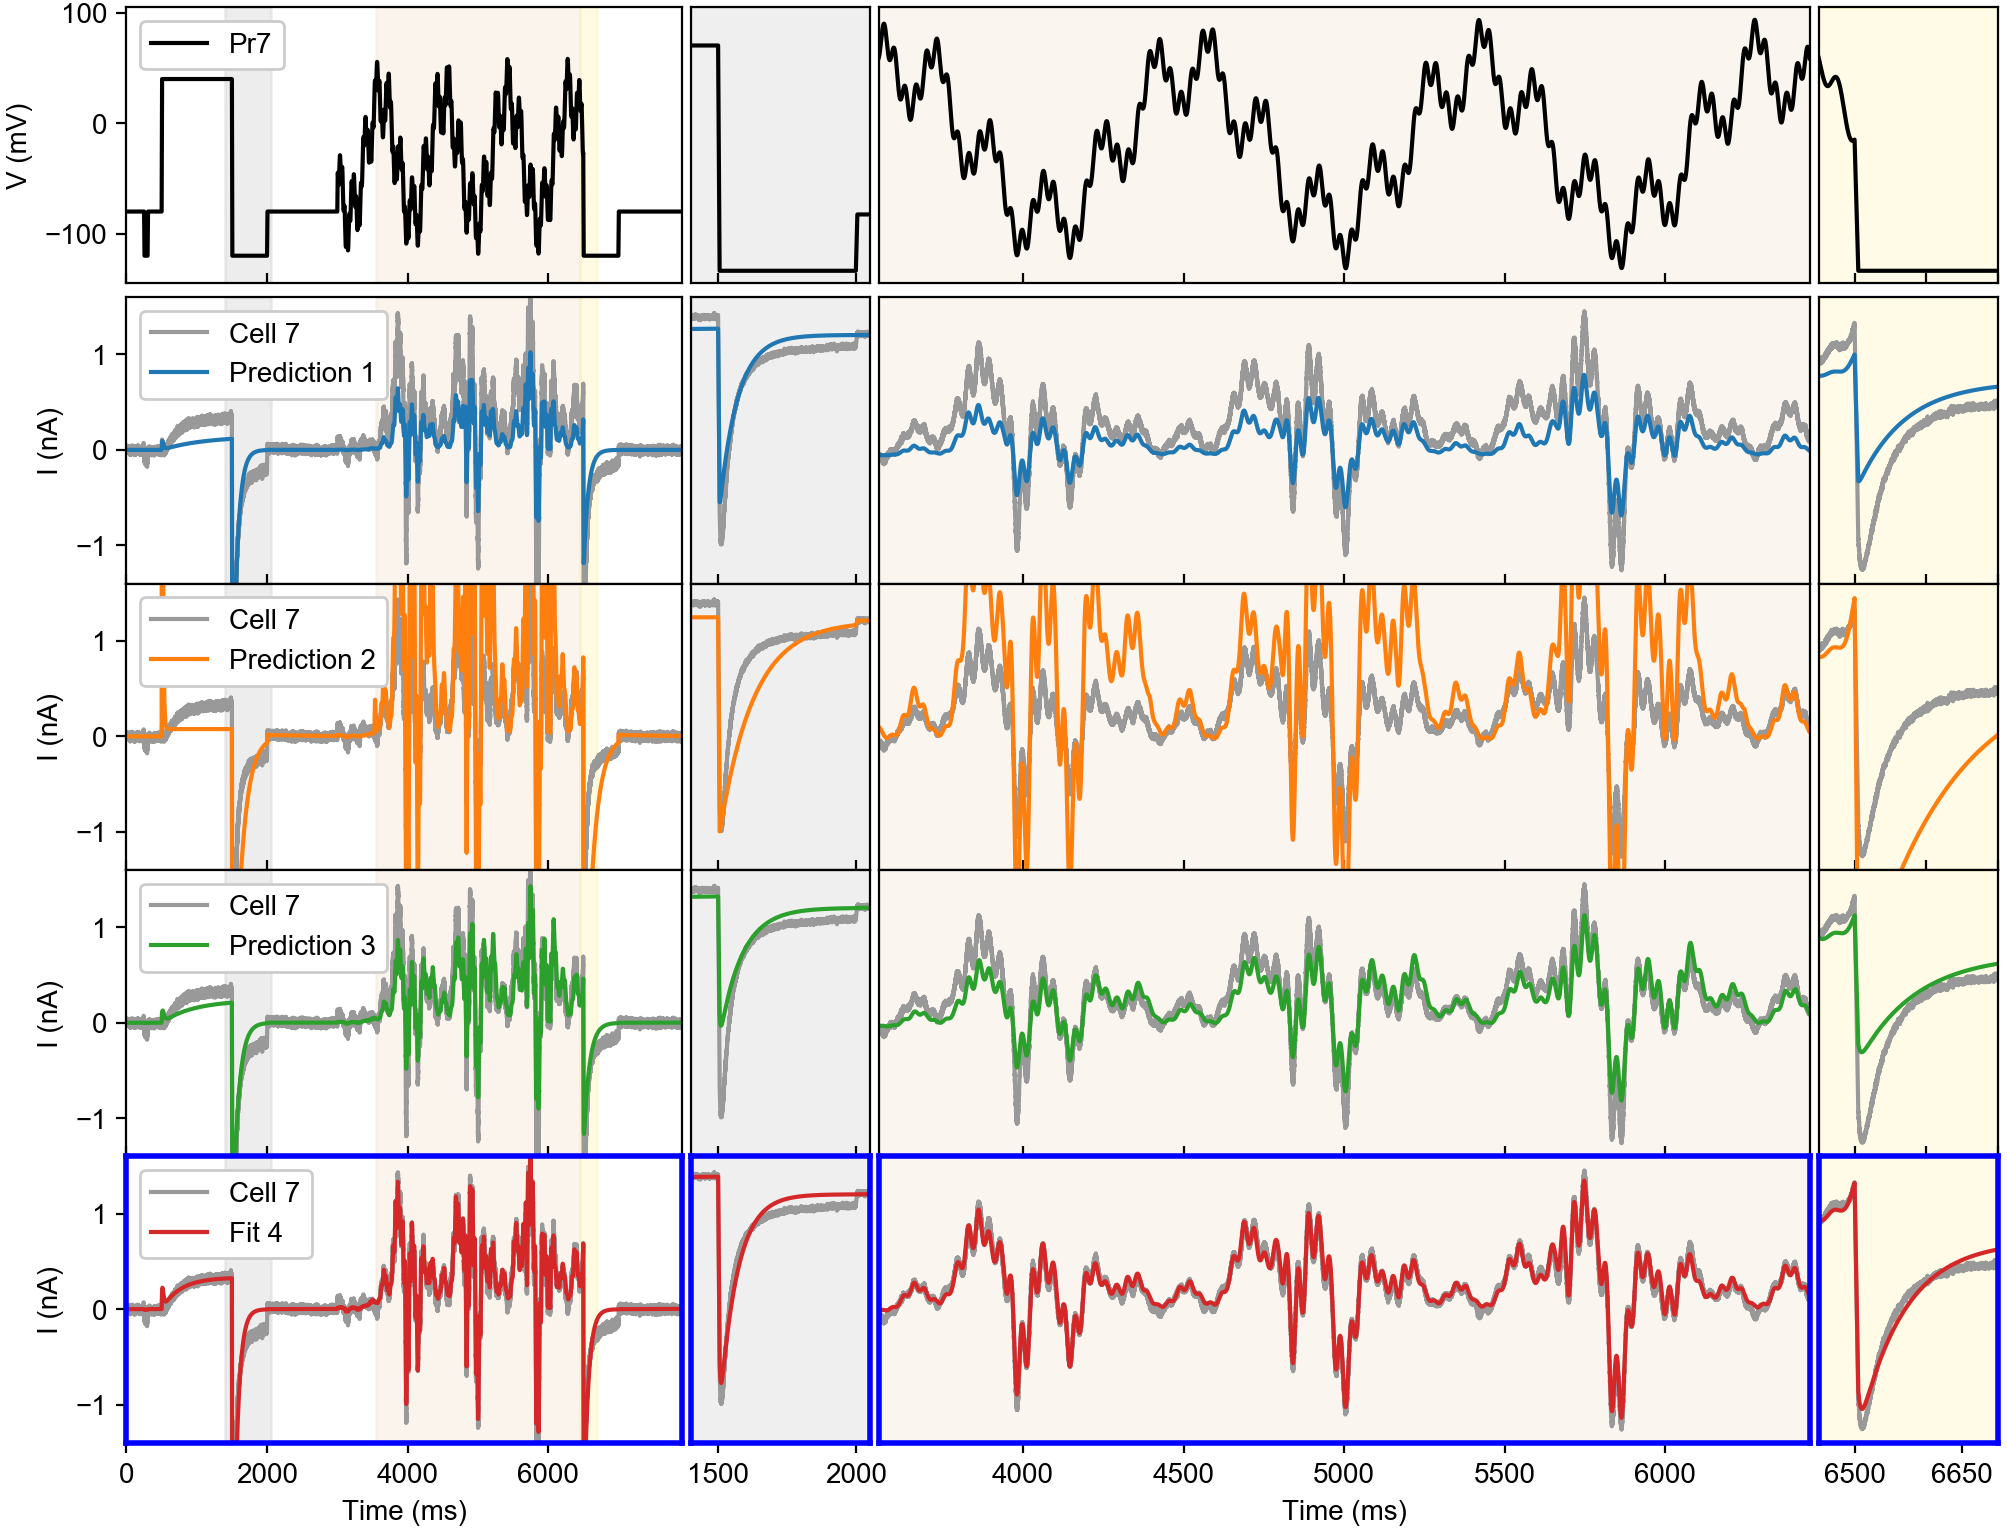 100
0
−100
V (mV)
Pr7
1
0
−1
I (nA)
Cell 7
Prediction 1
1
0
−1
I (nA)
Cell 7
Prediction 2
1
0
−1
I (nA)
Cell 7
Prediction 3
1
0
−1
I (nA)
Cell 7
Fit 4
0 2000 4000 6000 1500 2000 4000 4500 5000 5500 6000 6500 6650
Time (ms) Time (ms)